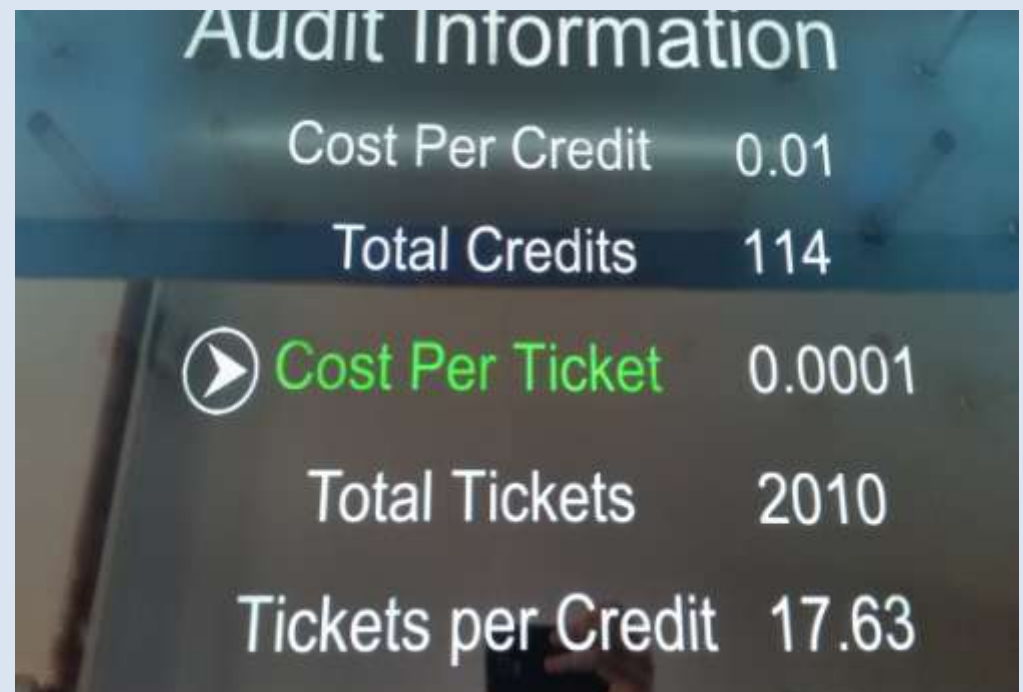 Audit Information
Cost Per Credit 0.01
Total Credits 114
Cost Per Ticket 0.0001
Total Tickets 2010
Tickets per Credit 17.63